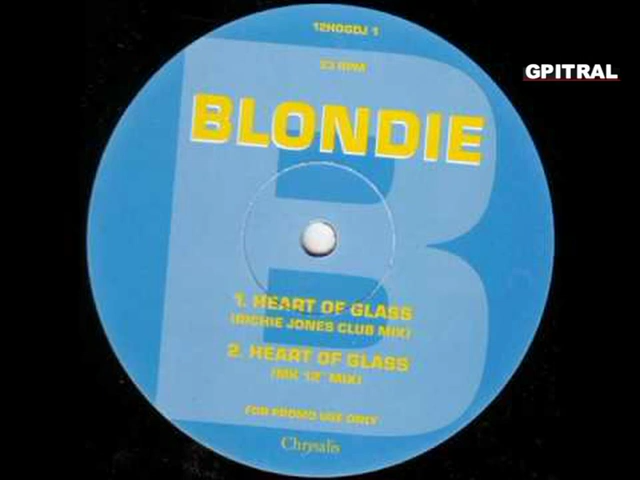 12HOGDJ 1
33 RPM
GPITRAL
BLONDIE
1. HEART OF GLASS
(RICHIE JONES CLUB MIX)
2. HEART OF GLASS
(MK 12" MIX)
FOR PROMO USE ONLY
Chrysalis